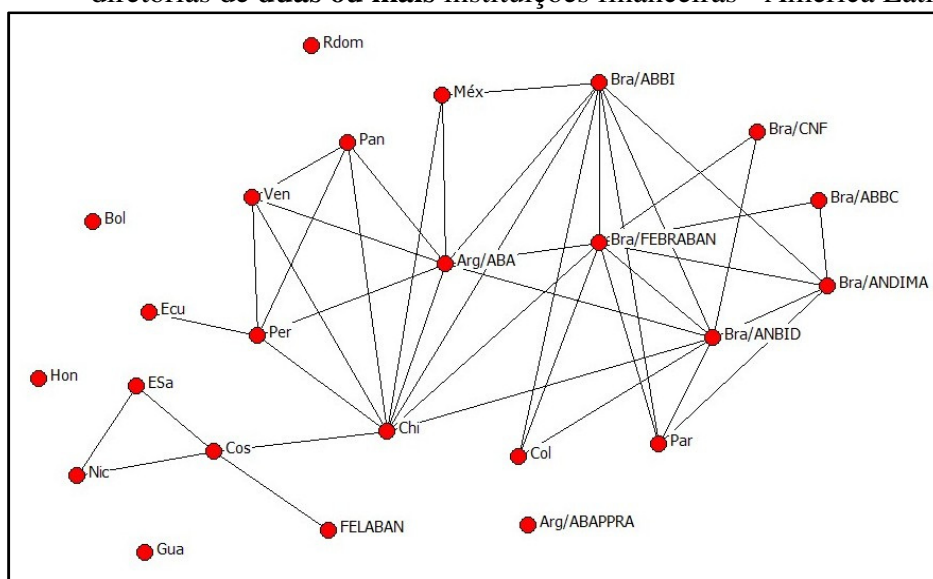 diretorias de duas ou mais instituições financeiras - América Lati
Rdom
Bra/ABBI
Méx
Bra/CNF
Pan
Ven
Bra/ABBC
Bol
Bra/FEBRABAN
Arg/ABA
Bra/ANDIMA
Ecu
Per
Bra/ANBID
Hon
ESa
Chi
Par
Cos
Col
Nic
Arg/ABAPPRA
FELABAN
Gua